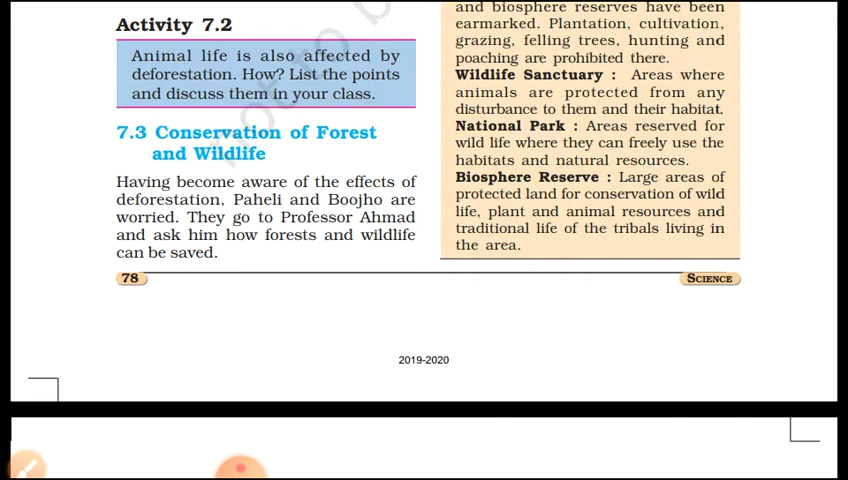 Activity 7.2
Animal life is also affected by
deforestation. How? List the points
and discuss them in your class.
7.3 Conservation of Forest
and Wildlife
Having become aware of the effects of
deforestation, Paheli and Boojho are
worried. They go to Professor Ahmad
and ask him how forests and wildlife
can be saved.
and biosphere reserves have been
earmarked. Plantation, cultivation,
grazing, felling trees, hunting and
poaching are prohibited there.
Wildlife Sanctuary : Areas where
animals are protected from any
disturbance to them and their habitat.
National Park : Areas reserved for
wild life where they can freely use the
habitats and natural resources.
Biosphere Reserve : Large areas of
protected land for conservation of wild
life, plant and animal resources and
traditional life of the tribals living in
the area.
78
SCIENCE
2019-2020
not to b